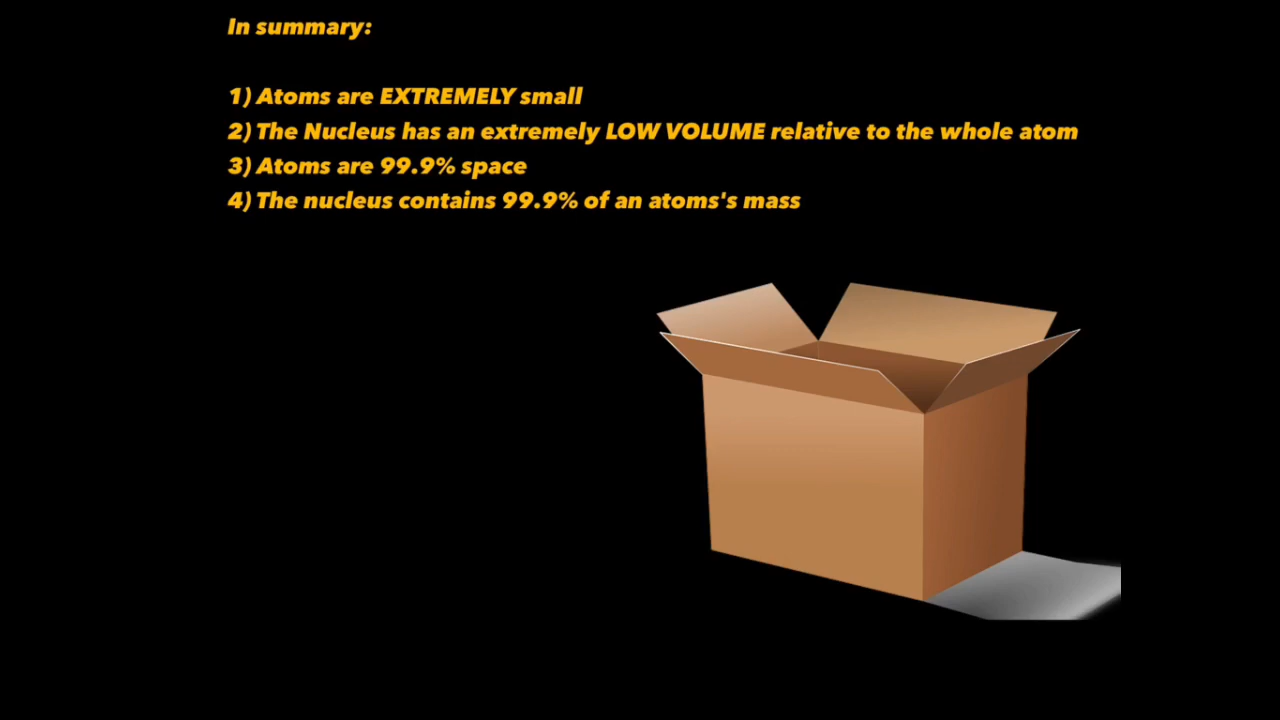 In summary:
1) Atoms are EXTREMELY small
2) The Nucleus has an extremely LOW VOLUME relative to the whole atom
3) Atoms are 99.9% space
4) The nucleus contains 99.9% of an atoms's mass